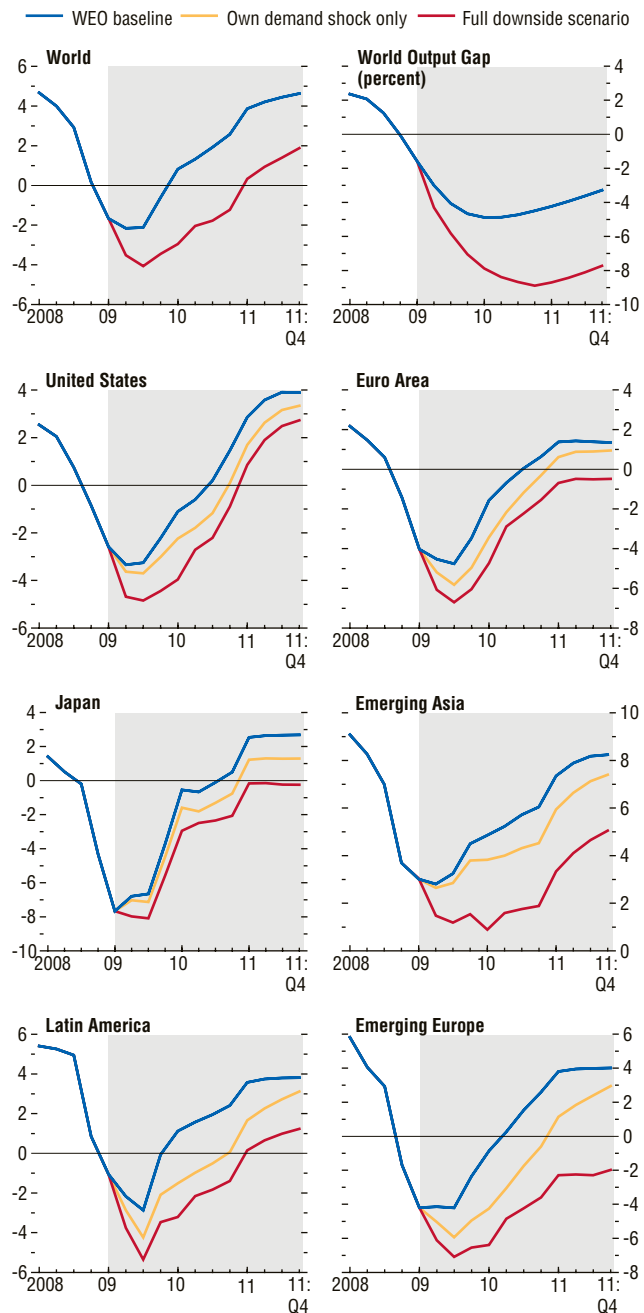 WEO baseline Own demand shock only Full downside scenario
World
6
4
2
0
-2
-4
-6
2008 09 10 11 11:
Q4
World Output Gap
(percent)
4
2
0
-2
-4
-6
-8
-10
2008 09 10 11 11:
Q4
United States
4
2
0
-2
-4
-6
2008 09 10 11 11:
Q4
Euro Area
4
2
0
-2
-4
-6
-8
2008 09 10 11 11:
Q4
Japan
4
2
0
-2
-4
-6
-8
-10
2008 09 10 11 11:
Q4
Emerging Asia
10
8
6
4
2
0
2008 09 10 11 11:
Q4
Latin America
6
4
2
0
-2
-4
-6
2008 09 10 11 11:
Q4
Emerging Europe
6
4
2
0
-2
-4
-6
-8
2008 09 10 11 11:
Q4